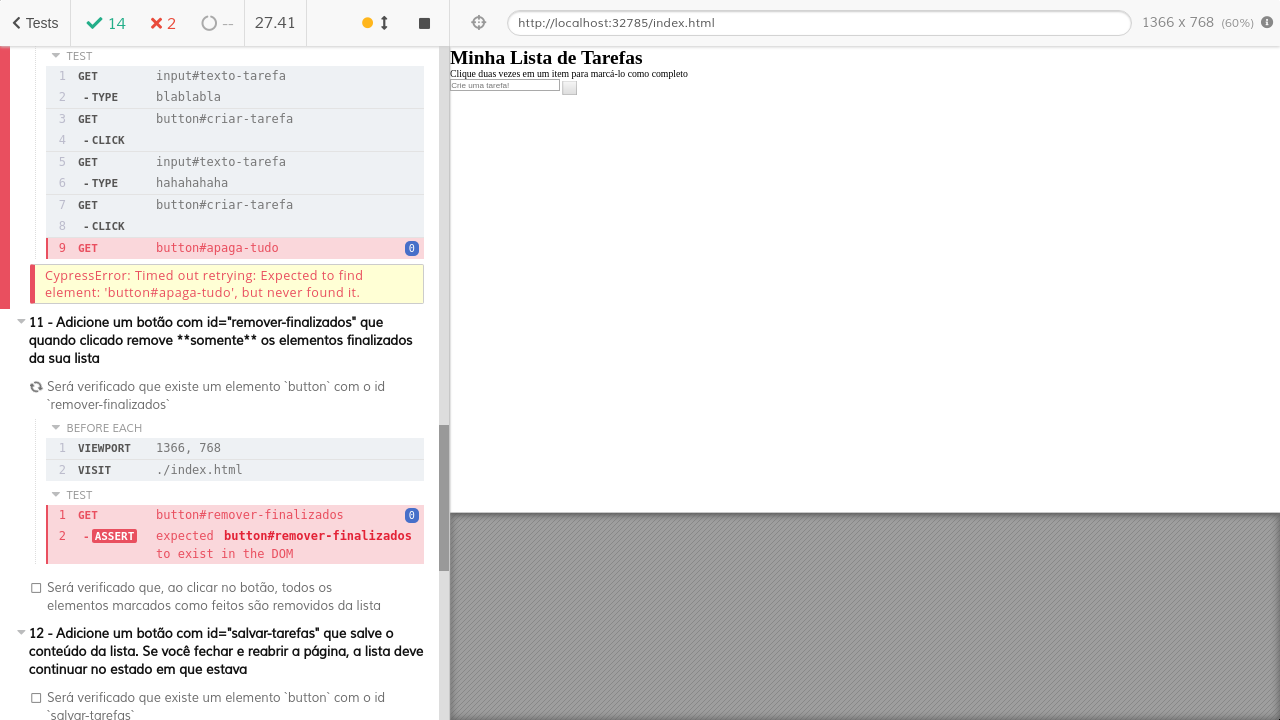 Tests
14
2
--
27.41
http://localhost:32785/index.html
1366 x 768 (60%)
TEST
1 GET input#texto-tarefa
2 - TYPE blablabla
3 GET button#criar-tarefa
4 - CLICK
5 GET input#texto-tarefa
6 - TYPE hahahahaha
7 GET button#criar-tarefa
8 - CLICK
9 GET button#apaga-tudo 0
CypressError: Timed out retrying: Expected to find
element: 'button#apaga-tudo', but never found it.
11 - Adicione um botão com id="remover-finalizados" que
quando clicado remove **somente** os elementos finalizados
da sua lista
Será verificado que existe um elemento `button` com o id
`remover-finalizados`
BEFORE EACH
1 VIEWPORT 1366, 768
2 VISIT ./index.html
TEST
1 GET button#remover-finalizados 0
2 - ASSERT expected button#remover-finalizados
to exist in the DOM
Será verificado que, ao clicar no botão, todos os
elementos marcados como feitos são removidos da lista
12 - Adicione um botão com id="salvar-tarefas" que salve o
conteúdo da lista. Se você fechar e reabrir a página, a lista deve
continuar no estado em que estava
Será verificado que existe um elemento `button` com o id
`salvar-tarefas`
Minha Lista de Tarefas
Clique duas vezes em um item para marcá-lo como completo
Crie uma tarefa!